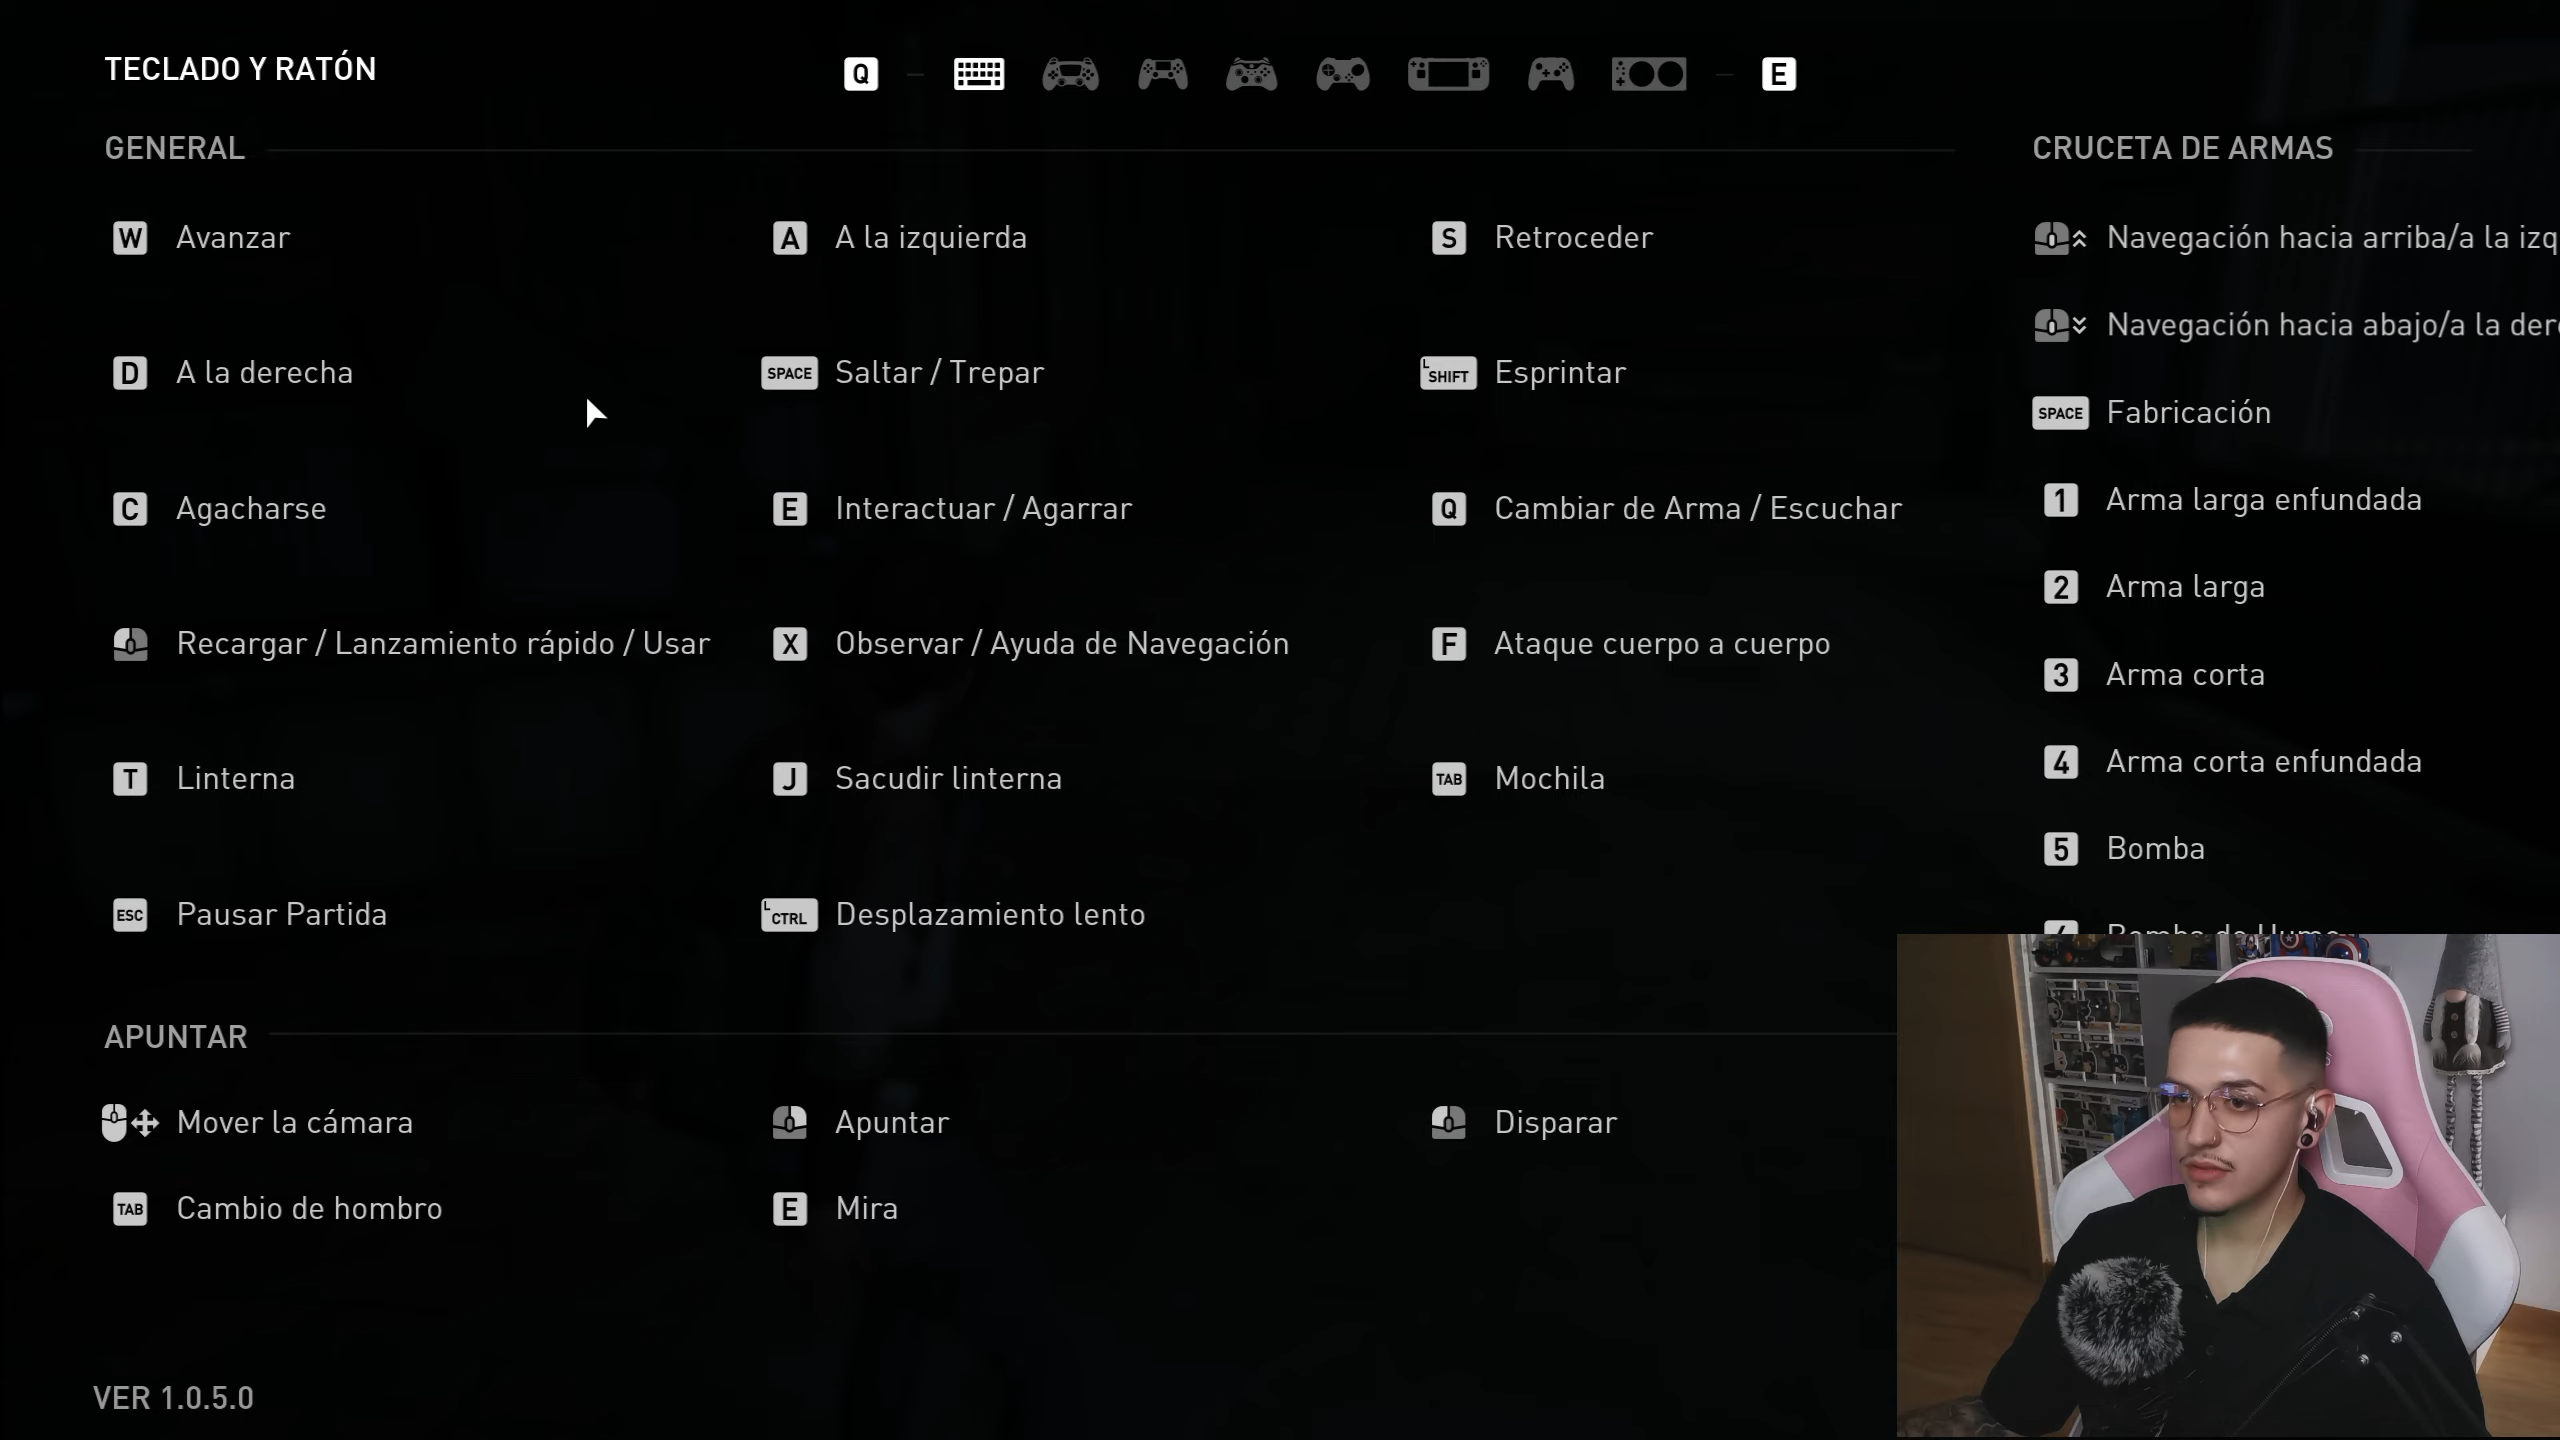 TECLADO Y RATÓN
Q
E
GENERAL
W Avanzar
A A la izquierda
S Retroceder
D A la derecha
SPACE Saltar / Trepar
L SHIFT Esprintar
C Agacharse
E Interactuar / Agarrar
Q Cambiar de Arma / Escuchar
Recargar / Lanzamiento rápido / Usar
X Observar / Ayuda de Navegación
F Ataque cuerpo a cuerpo
T Linterna
J Sacudir linterna
TAB Mochila
ESC Pausar Partida
L CTRL Desplazamiento lento
APUNTAR
Mover la cámara
Apuntar
Disparar
TAB Cambio de hombro
E Mira
CRUCETA DE ARMAS
Navegación hacia arriba/a la izq
Navegación hacia abajo/a la der
SPACE Fabricación
1 Arma larga enfundada
2 Arma larga
3 Arma corta
4 Arma corta enfundada
5 Bomba
Bomba de Humo
VER 1.0.5.0